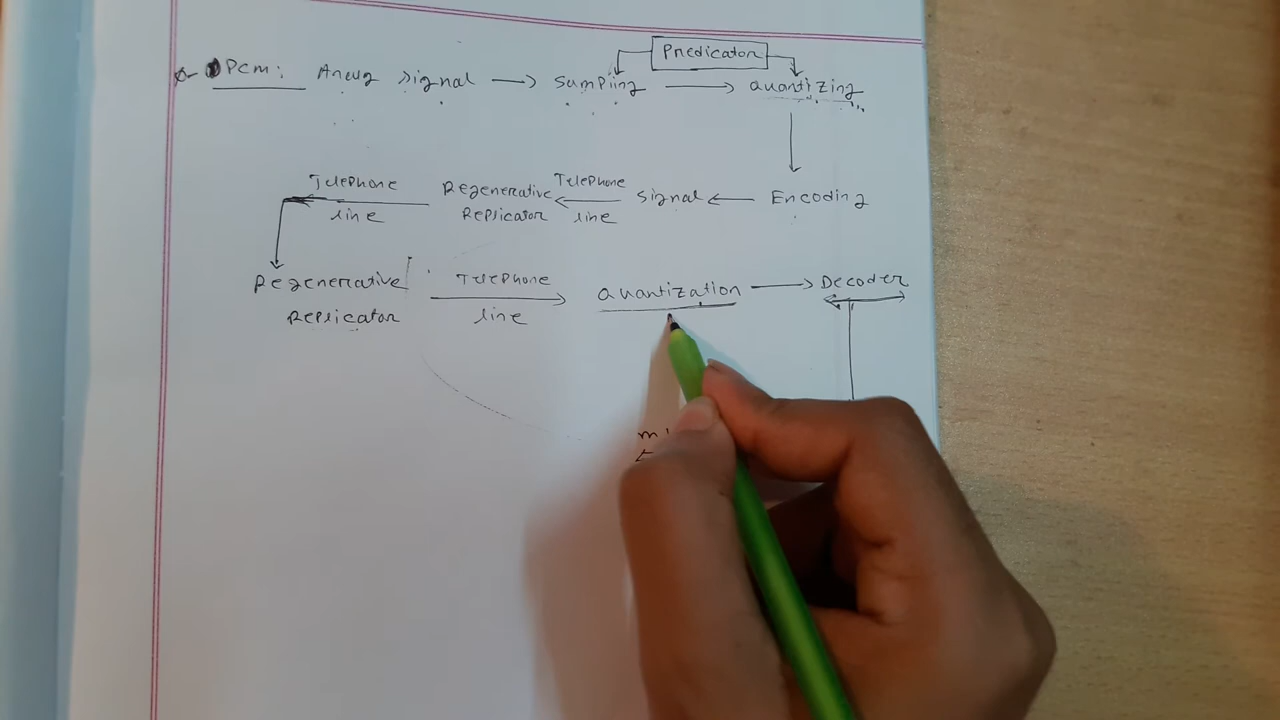 Predicator
Pcm: Analog signal → sampling → quantizing
Telephone line Regenerative Replicator Telephone line signal ← Encoding
Regenerative Replicator Telephone line quantization → Decoder